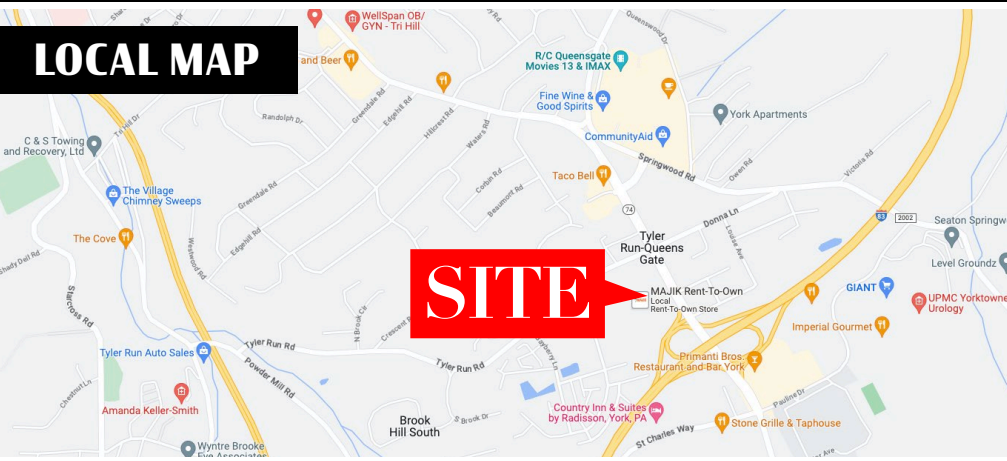 LOCAL MAP
WellSpan OB/
GYN - Tri Hill
and Beer
R/C Queensgate
Movies 13 & IMAX
Queenswood Dr
Fine Wine &
Good Spirits
York Apartments
CommunityAid
Randolph Dr
Greendale Rd
Edgehill Rd
Hillcrest Rd
Waters Rd
Tri Hill Dr
C & S Towing
and Recovery, Ltd
Springwood Rd
Owen Rd
Victoria Rd
Taco Bell
Corbin Rd
Beaumont Rd
The Village
Chimney Sweeps
Greendale Rd
74
Donna Ln
83
2002
Seaton Springw
The Cove
Edgehill Rd
Westwood Rd
Louise Ave
Tyler
Run-Queens
Gate
Shady Dell Rd
Level Groundz
SITE
MAJIK Rent-To-Own
Local
Rent-To-Own Store
GIANT
UPMC Yorktowne
Urology
Starcross Rd
N Brook Cir
Crescent R
Imperial Gourmet
Tyler Run Auto Sales
Tyler Run Rd
Tyler Run Rd
Primanti Bros.
Restaurant and Bar York
Powder Mill Rd
Chestnut Ln
Amanda Keller-Smith
Pauline Dr
Country Inn & Suites
by Radisson, York, PA
Brook
Hill South
S Brook Dr
Stone Grille & Taphouse
St Charles Way
Wyntre Brooke
Eye Associates
Ave